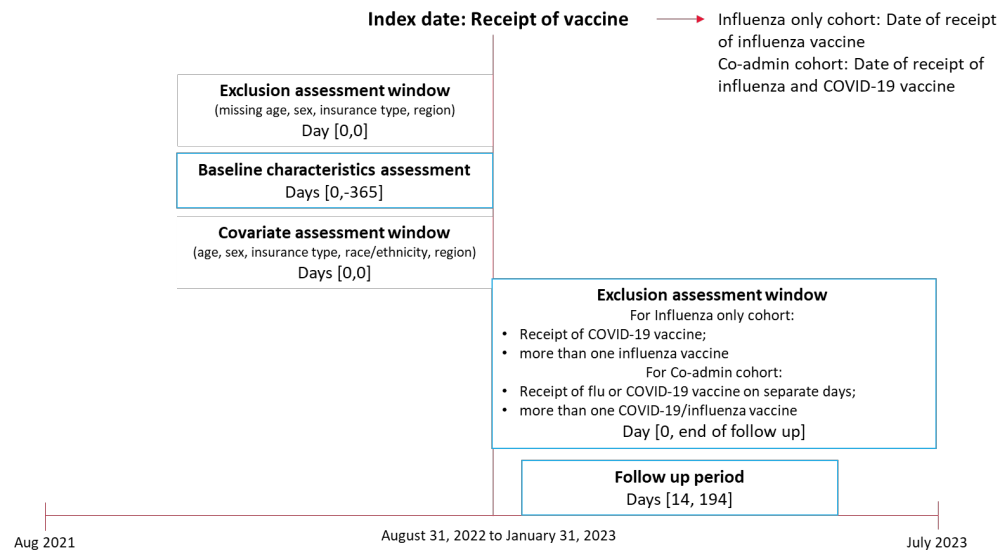 Index date: Receipt of vaccine
Influenza only cohort: Date of receipt
of influenza vaccine
Co-admin cohort: Date of receipt of
influenza and COVID-19 vaccine
Exclusion assessment window
(missing age, sex, insurance type, region)
Day [0,0]
Baseline characteristics assessment
Days [0,-365]
Covariate assessment window
(age, sex, insurance type, race/ethnicity, region)
Days [0,0]
Exclusion assessment window
For Influenza only cohort:
• Receipt of COVID-19 vaccine;
• more than one influenza vaccine
For Co-admin cohort:
• Receipt of flu or COVID-19 vaccine on separate days;
• more than one COVID-19/influenza vaccine
Day [0, end of follow up]
Follow up period
Days [14, 194]
Aug 2021
August 31, 2022 to January 31, 2023
July 2023